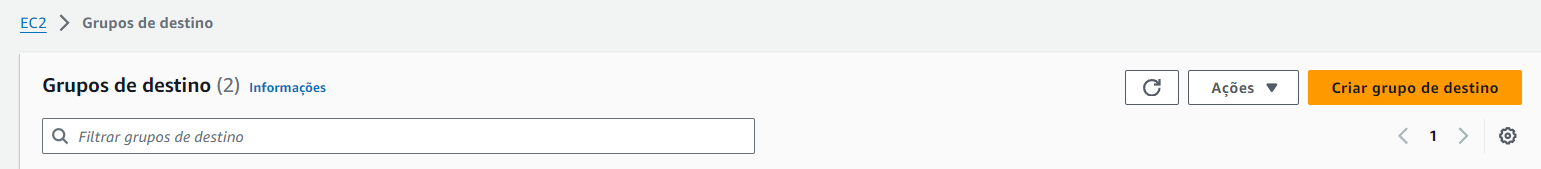 EC2 > Grupos de destino
Grupos de destino (2) Informações
Ações
Criar grupo de destino
Filtrar grupos de destino
1